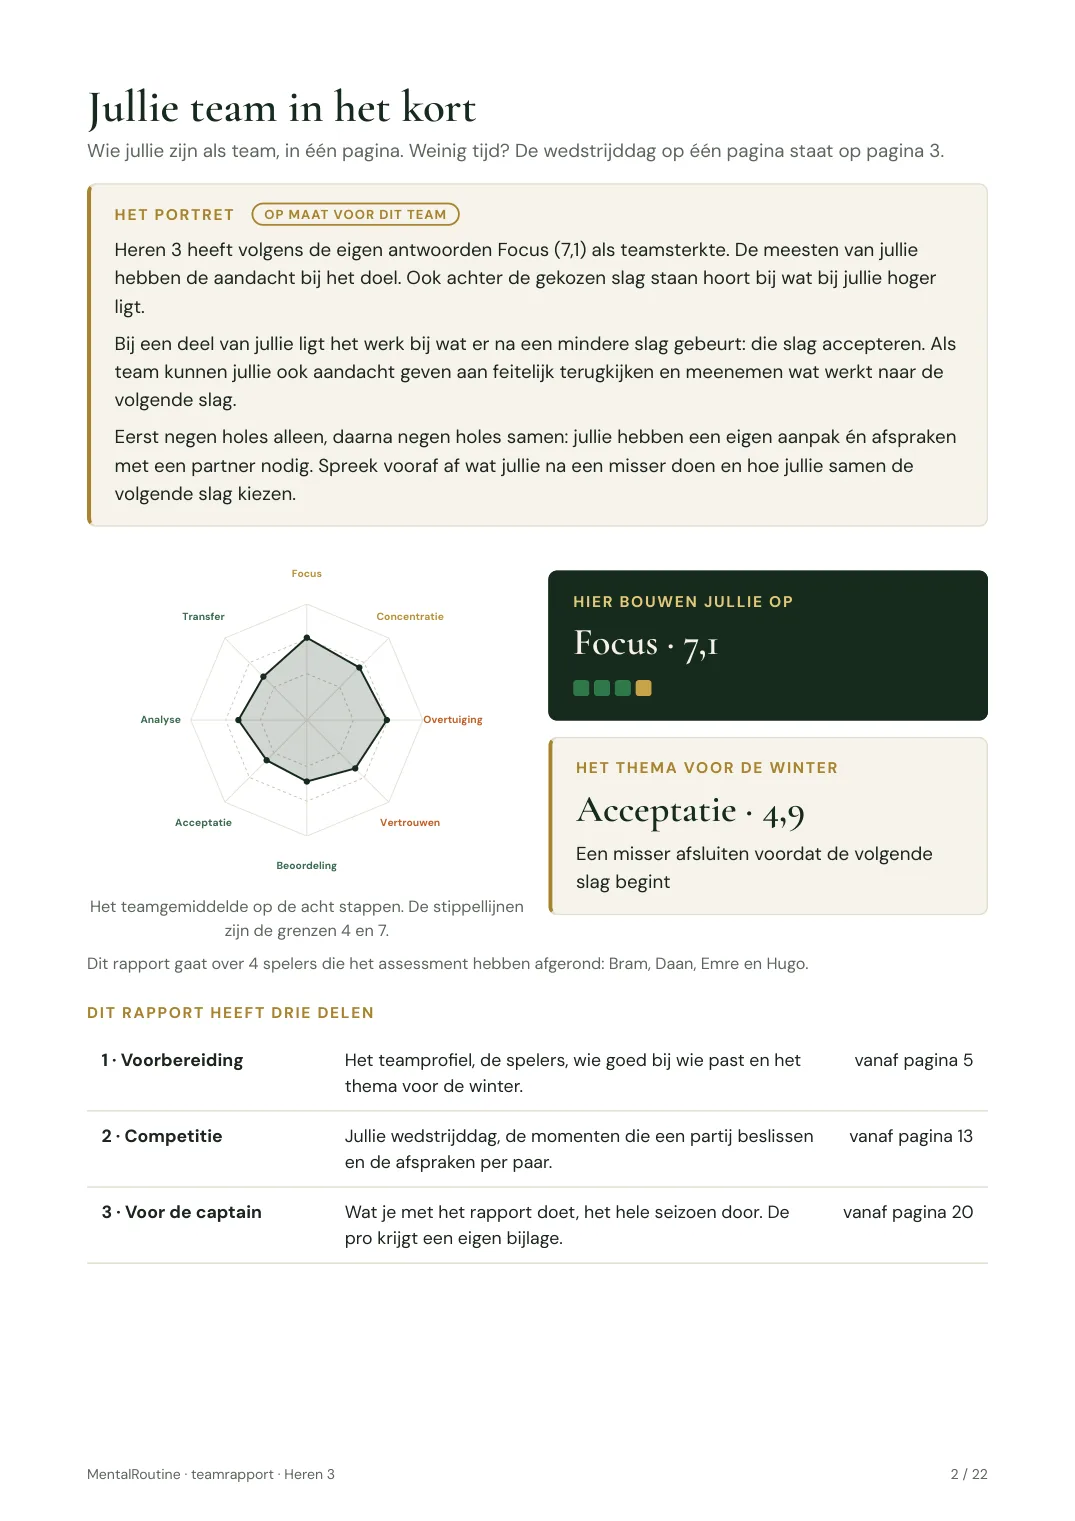 Jullie team in het kort
Wie jullie zijn als team, in één pagina. Weinig tijd? De wedstrijddag op één pagina staat op pagina 3.
HET PORTRET OP MAAT VOOR DIT TEAM
Heren 3 heeft volgens de eigen antwoorden Focus (7,1) als teamsterkte. De meesten van jullie
hebben de aandacht bij het doel. Ook achter de gekozen slag staan hoort bij wat bij jullie hoger
ligt.
Bij een deel van jullie ligt het werk bij wat er na een mindere slag gebeurt: die slag accepteren. Als
team kunnen jullie ook aandacht geven aan feitelijk terugkijken en meenemen wat werkt naar de
volgende slag.
Eerst negen holes alleen, daarna negen holes samen: jullie hebben een eigen aanpak én afspraken
met een partner nodig. Spreek vooraf af wat jullie na een misser doen en hoe jullie samen de
volgende slag kiezen.
Focus
Transfer
Concentratie
Analyse
Overtuiging
Acceptatie
Vertrouwen
Beoordeling
Het teamgemiddelde op de acht stappen. De stippellijnen
zijn de grenzen 4 en 7.
HIER BOUWEN JULLIE OP
Focus · 7,1
HET THEMA VOOR DE WINTER
Acceptatie · 4,9
Een misser afsluiten voordat de volgende
slag begint
Dit rapport gaat over 4 spelers die het assessment hebben afgerond: Bram, Daan, Emre en Hugo.
DIT RAPPORT HEEFT DRIE DELEN
1 · Voorbereiding
Het teamprofiel, de spelers, wie goed bij wie past en het
thema voor de winter.
vanaf pagina 5
2 · Competitie
Jullie wedstrijddag, de momenten die een partij beslissen
en de afspraken per paar.
vanaf pagina 13
3 · Voor de captain
Wat je met het rapport doet, het hele seizoen door. De
pro krijgt een eigen bijlage.
vanaf pagina 20
MentalRoutine · teamrapport · Heren 3
2 / 22